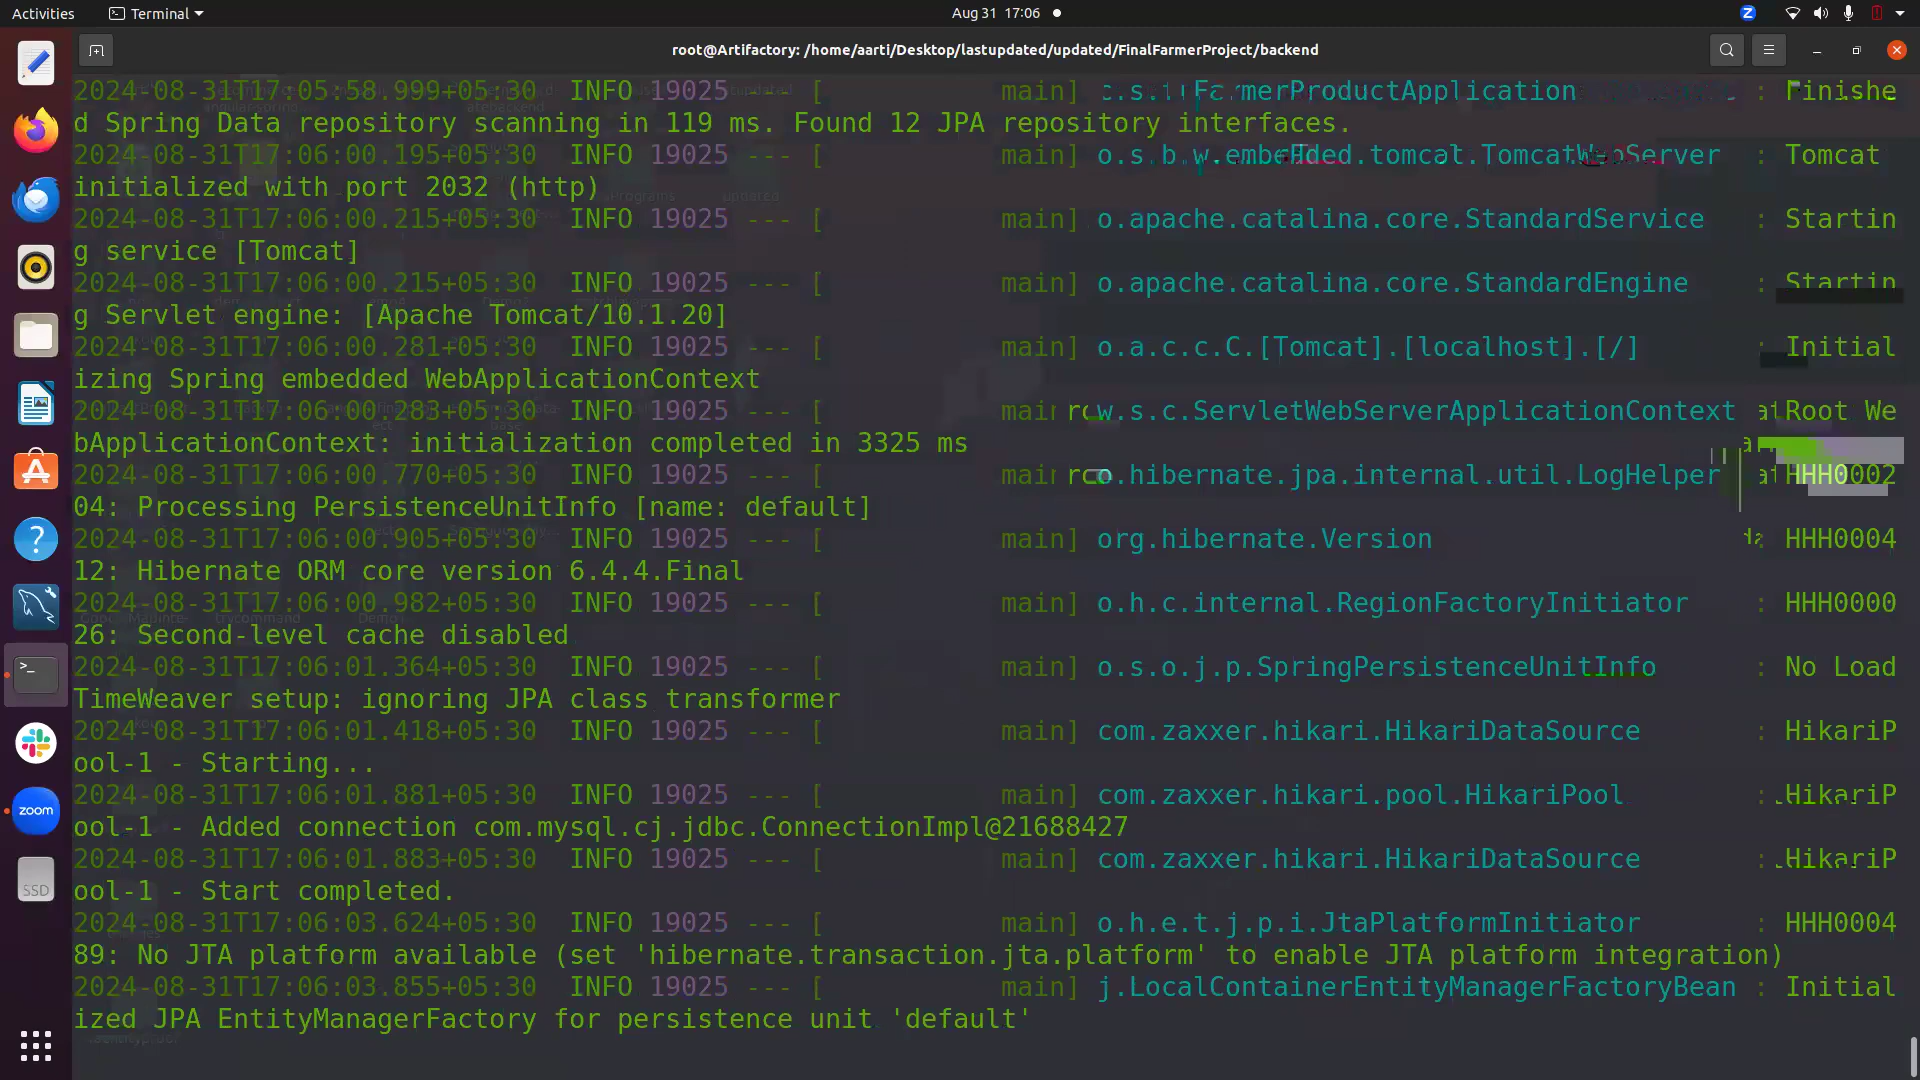 Activities Terminal Aug 31 17:06
root@Artifactory: /home/aarti/Desktop/lastupdated/updated/FinalFarmerProject/backend
2024-08-31T17:05:58.999+05:30 INFO 19025 --- [ main] : Finishe
d Spring Data repository scanning in 119 ms. Found 12 JPA repository interfaces.
2024-08-31T17:06:00.195+05:30 INFO 19025 --- [ main] o.s.b.w.embedded.tomcat.TomcatWebServer : Tomcat
initialized with port 2032 (http)
2024-08-31T17:06:00.215+05:30 INFO 19025 --- [ main] o.apache.catalina.core.StandardService : Startin
g service [Tomcat]
2024-08-31T17:06:00.215+05:30 INFO 19025 --- [ main] o.apache.catalina.core.StandardEngine : Startin
g Servlet engine: [Apache Tomcat/10.1.20]
2024-08-31T17:06:00.281+05:30 INFO 19025 --- [ main] o.a.c.c.C.[Tomcat].[localhost].[/] : Initial
izing Spring embedded WebApplicationContext
2024-08-31T17:06:00.283+05:30 INFO 19025 --- [ main w.s.c.ServletWebServerApplicationContext Root We
bApplicationContext: initialization completed in 3325 ms
2024-08-31T17:06:00.770+05:30 INFO 19025 --- [ main o.hibernate.jpa.internal.util.LogHelper HHH0002
04: Processing PersistenceUnitInfo [name: default]
2024-08-31T17:06:00.905+05:30 INFO 19025 --- [ main] org.hibernate.Version HHH0004
12: Hibernate ORM core version 6.4.4.Final
2024-08-31T17:06:00.982+05:30 INFO 19025 --- [ main] o.h.c.internal.RegionFactoryInitiator : HHH0000
26: Second-level cache disabled
2024-08-31T17:06:01.364+05:30 INFO 19025 --- [ main] o.s.o.j.p.SpringPersistenceUnitInfo : No Load
TimeWeaver setup: ignoring JPA class transformer
2024-08-31T17:06:01.418+05:30 INFO 19025 --- [ main] com.zaxxer.hikari.HikariDataSource : HikariP
ool-1 - Starting...
2024-08-31T17:06:01.881+05:30 INFO 19025 --- [ main] com.zaxxer.hikari.pool.HikariPool : HikariP
ool-1 - Added connection com.mysql.cj.jdbc.ConnectionImpl@21688427
2024-08-31T17:06:01.883+05:30 INFO 19025 --- [ main] com.zaxxer.hikari.HikariDataSource : HikariP
ool-1 - Start completed.
2024-08-31T17:06:03.624+05:30 INFO 19025 --- [ main] o.h.e.t.j.p.i.JtaPlatformInitiator : HHH0004
89: No JTA platform available (set 'hibernate.transaction.jta.platform' to enable JTA platform integration)
2024-08-31T17:06:03.855+05:30 INFO 19025 --- [ main] j.LocalContainerEntityManagerFactoryBean : Initial
ized JPA EntityManagerFactory for persistence unit 'default'
zoom
SSD